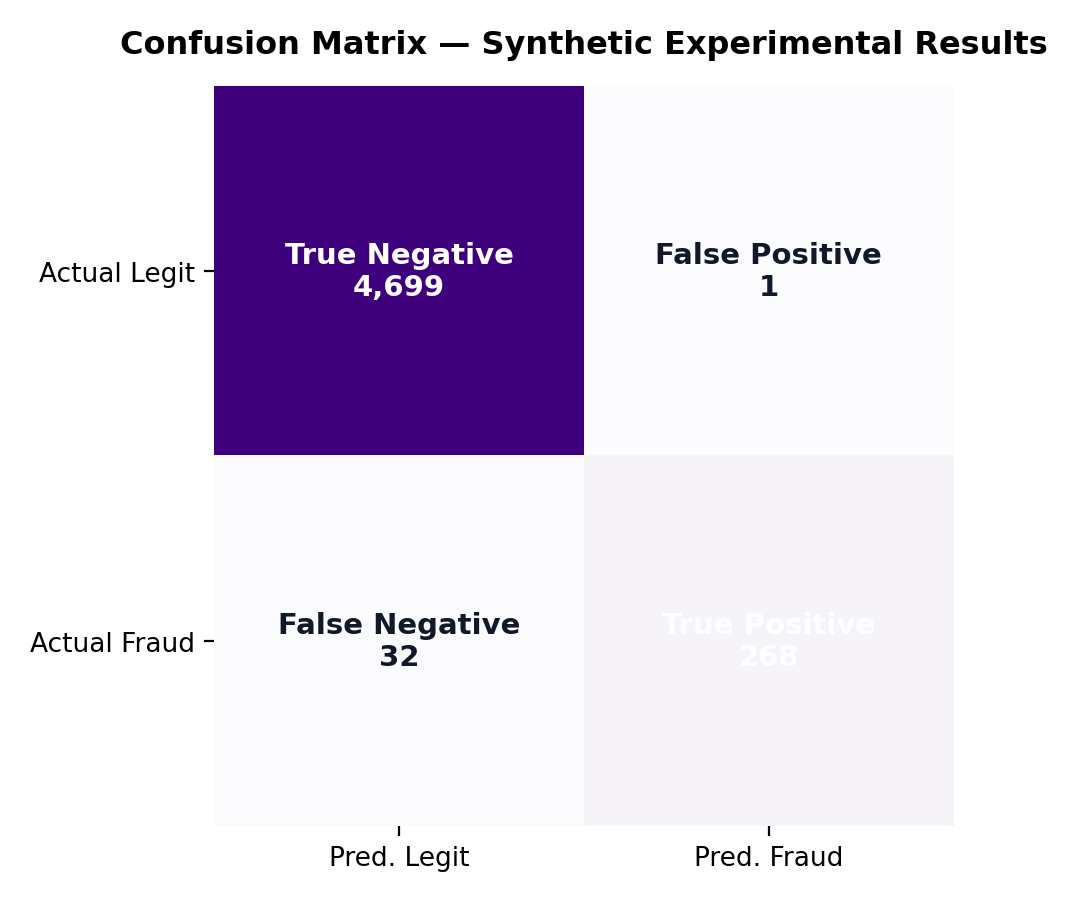 Confusion Matrix — Synthetic Experimental Results
Actual Legit
True Negative
4,699
False Positive
1
Actual Fraud
False Negative
32
True Positive
268
Pred. Legit
Pred. Fraud